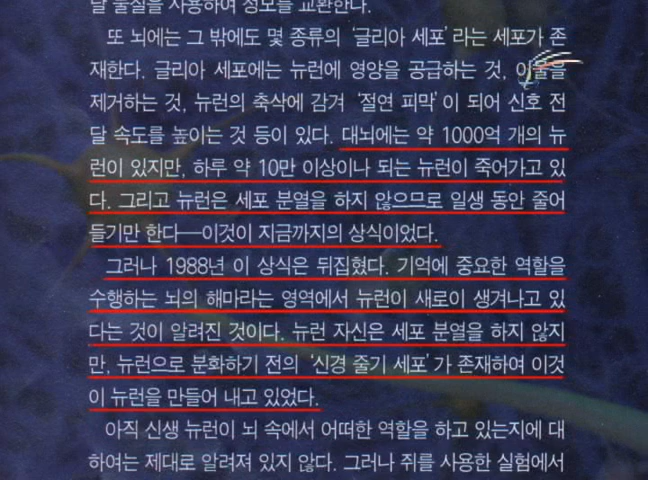 달 물질을 사용하여 정보를 교환한다.
또 뇌에는 그 밖에도 몇 종류의 '글리아 세포'라는 세포가 존
재한다. 글리아 세포에는 뉴런에 영양을 공급하는 것, 이물을
제거하는 것, 뉴런의 축삭에 감겨 '절연 피막'이 되어 신호 전
달 속도를 높이는 것 등이 있다. 대뇌에는 약 1000억 개의 뉴
런이 있지만, 하루 약 10만 이상이나 되는 뉴런이 죽어가고 있
다. 그리고 뉴런은 세포 분열을 하지 않으므로 일생 동안 줄어
들기만 한다—이것이 지금까지의 상식이었다.
그러나 1988년 이 상식은 뒤집혔다. 기억에 중요한 역할을
수행하는 뇌의 해마라는 영역에서 뉴런이 새로이 생겨나고 있
다는 것이 알려진 것이다. 뉴런 자신은 세포 분열을 하지 않지
만, 뉴런으로 분화하기 전의 '신경 줄기 세포'가 존재하여 이것
이 뉴런을 만들어 내고 있었다.
아직 신생 뉴런이 뇌 속에서 어떠한 역할을 하고 있는지에 대
하여는 제대로 알려져 있지 않다. 그러나 쥐를 사용한 실험에서